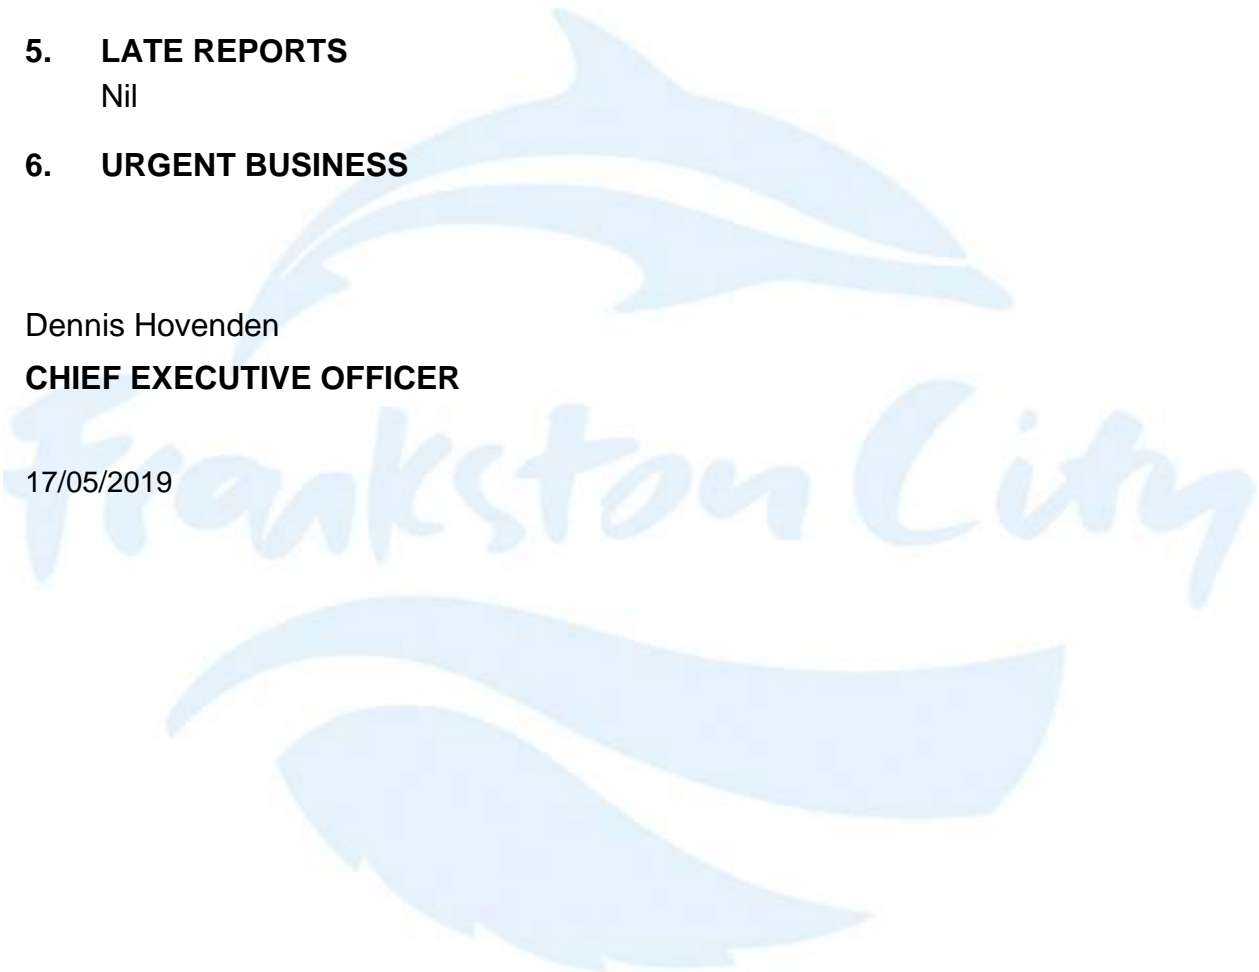 5. LATE REPORTS
Nil
6. URGENT BUSINESS
Dennis Hovenden
CHIEF EXECUTIVE OFFICER
17/05/2019
Frankston City